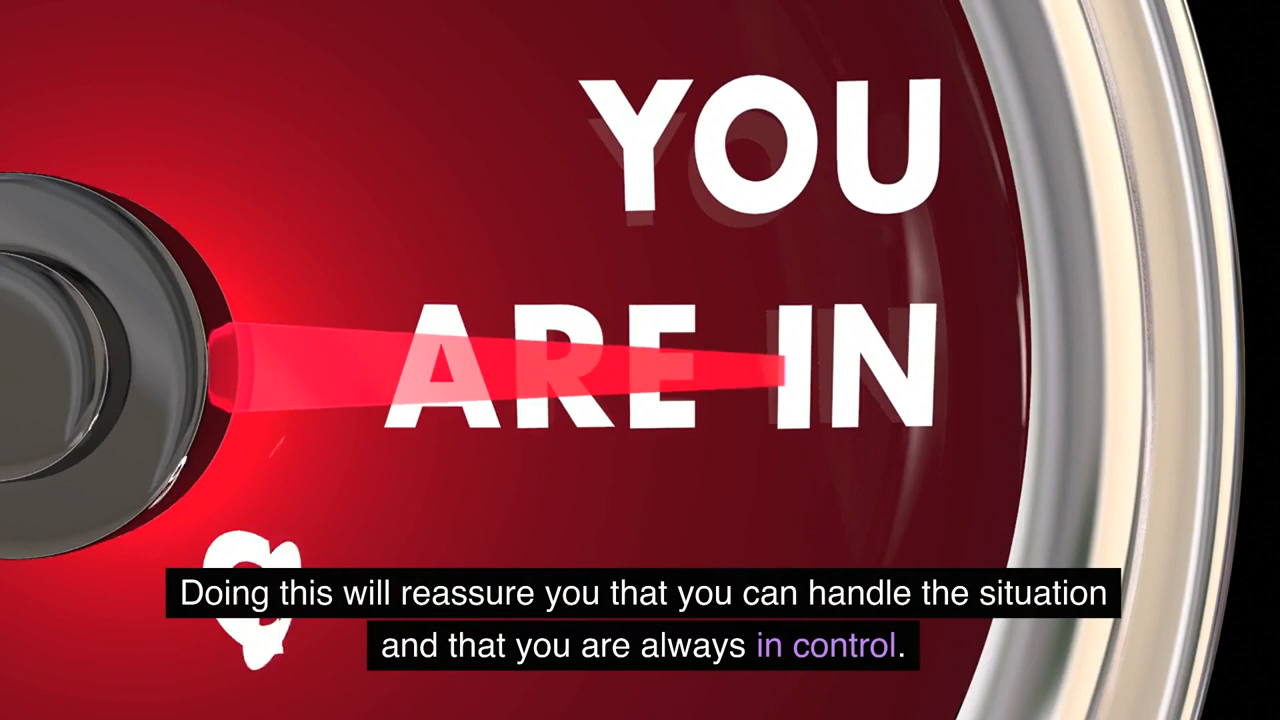 YOU
ARE IN
C
Doing this will reassure you that you can handle the situation
and that you are always in control.